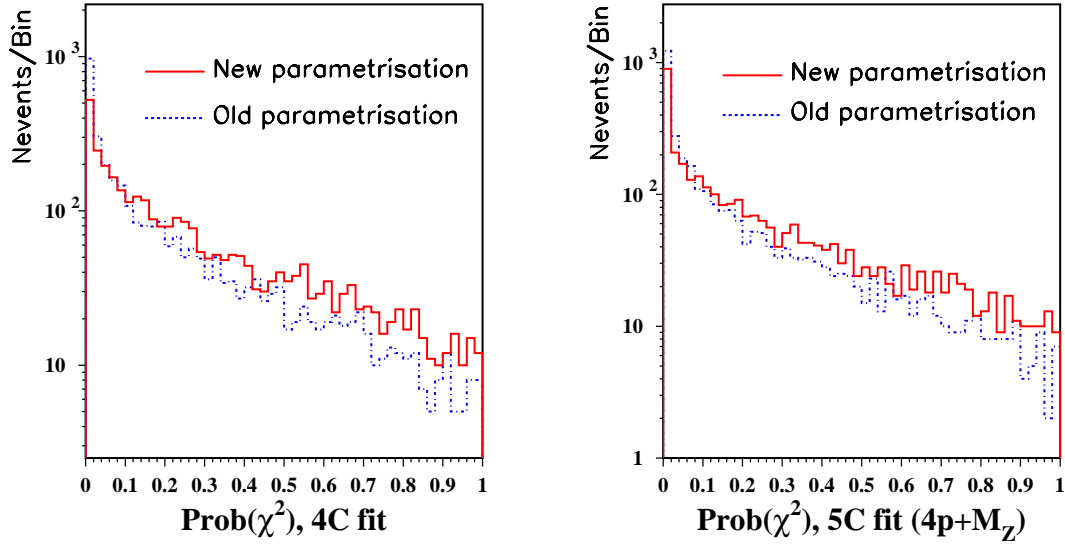 Nevents/Bin
10³
10²
10
New parametrisation
Old parametrisation
0 0.1 0.2 0.3 0.4 0.5 0.6 0.7 0.8 0.9 1
Prob(χ²), 4C fit
Nevents/Bin
10³
10²
10
1
New parametrisation
Old parametrisation
0 0.1 0.2 0.3 0.4 0.5 0.6 0.7 0.8 0.9 1
Prob(χ²), 5C fit (4p+M_Z)